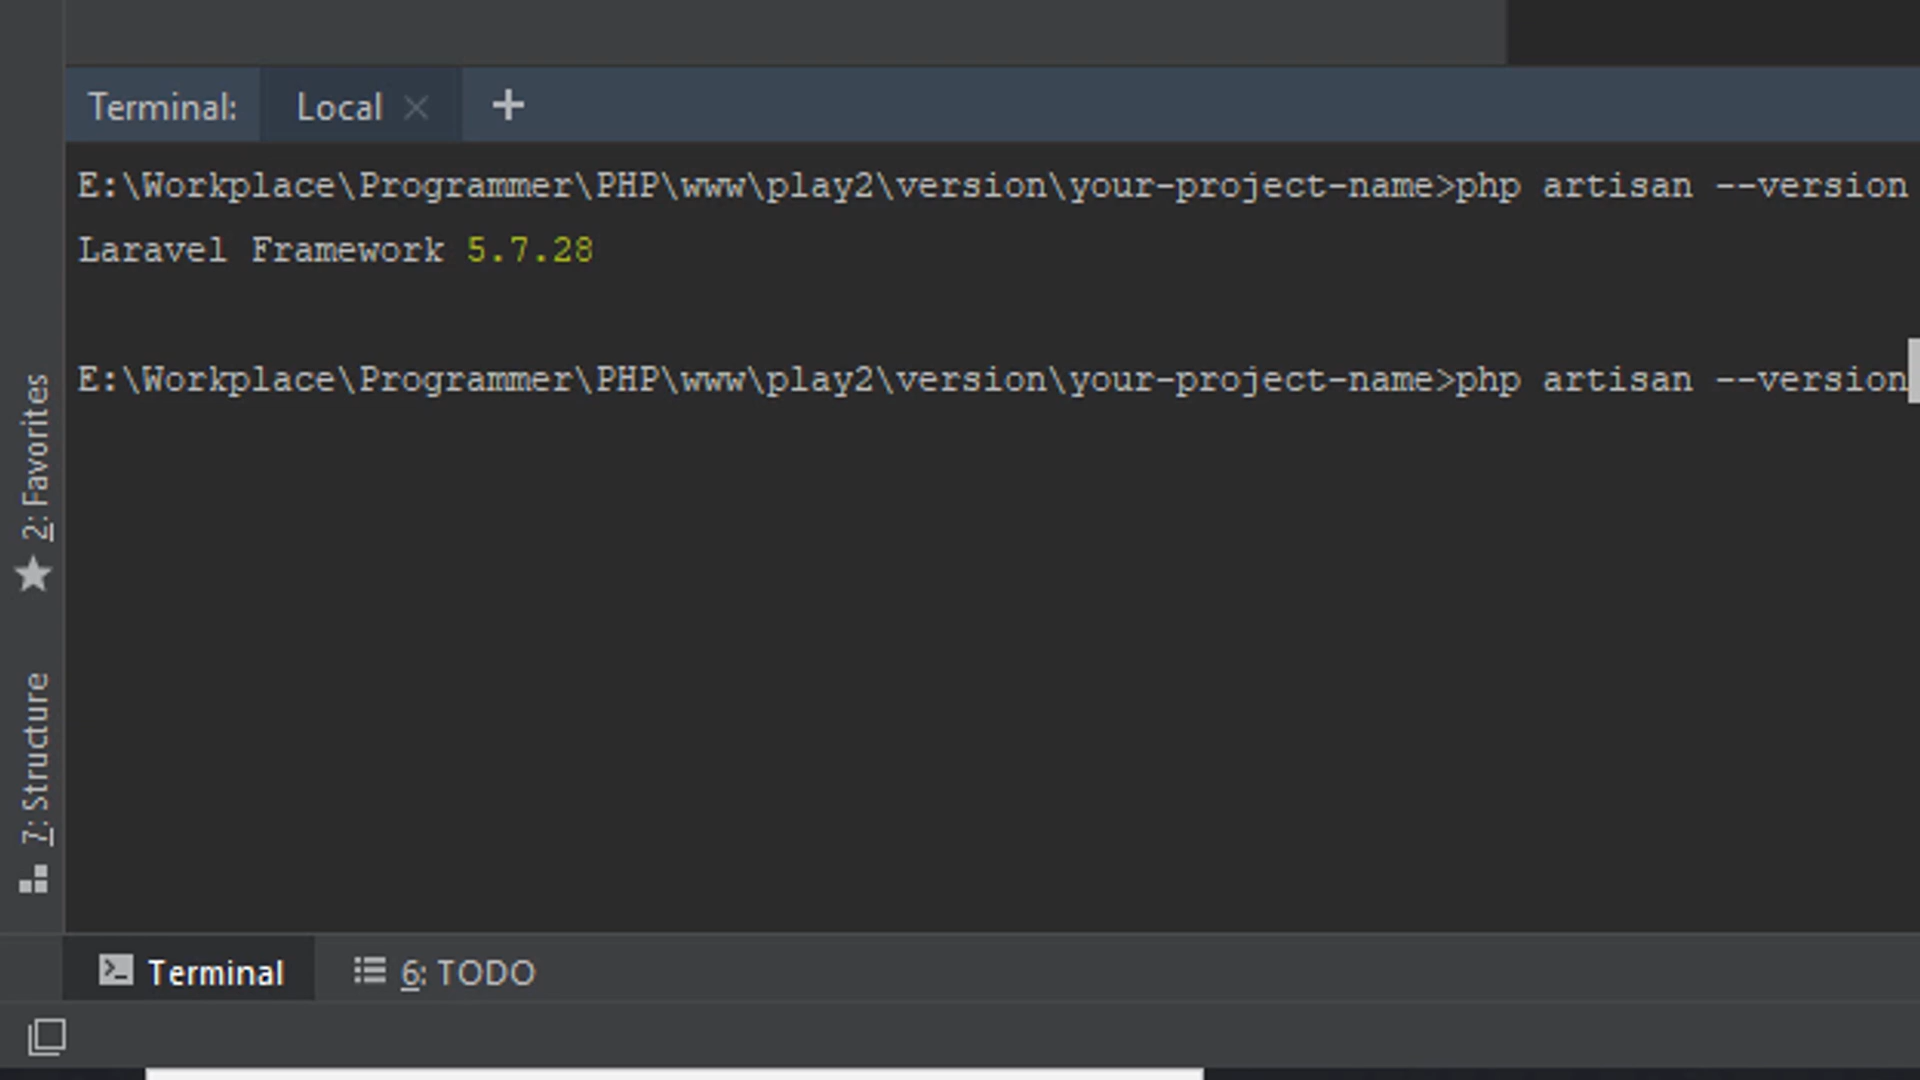 Terminal: Local
E:\Workplace\Programmer\PHP\www\play2\version\your-project-name>php artisan --version
Laravel Framework 5.7.28
E:\Workplace\Programmer\PHP\www\play2\version\your-project-name>php artisan --version
2: Favorites
7: Structure
Terminal 6: TODO